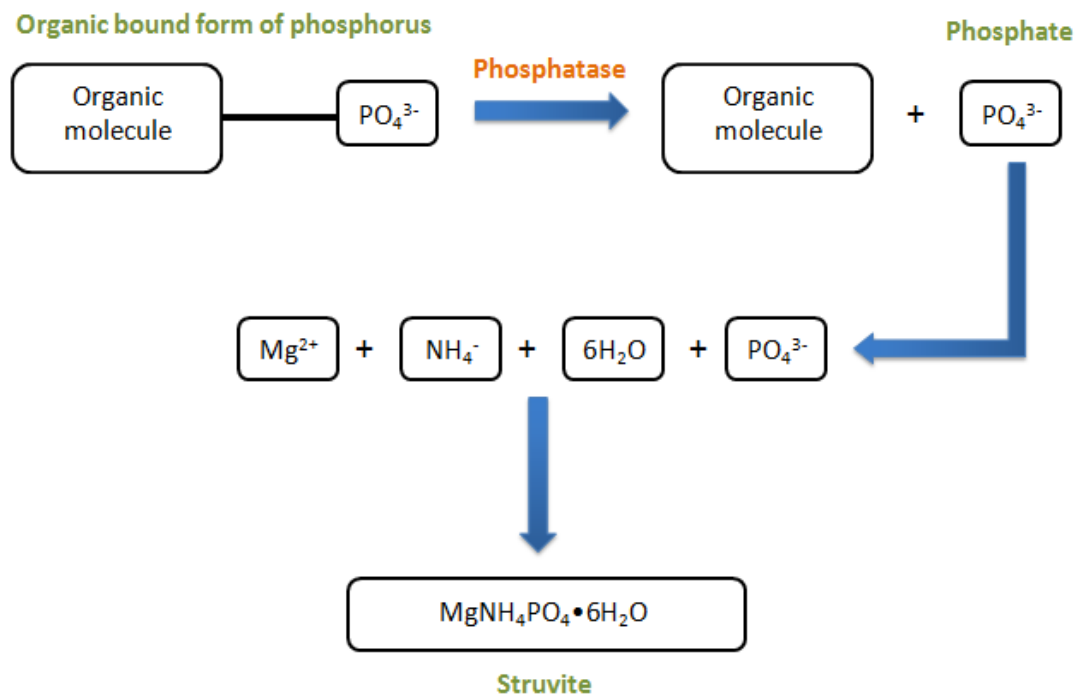 Organic bound form of phosphorus
Phosphate
Organic
molecule
PO₄³⁻
Phosphatase
Organic
molecule
+
PO₄³⁻
Mg²⁺ + NH₄⁻ + 6H₂O + PO₄³⁻
MgNH₄PO₄•6H₂O
Struvite